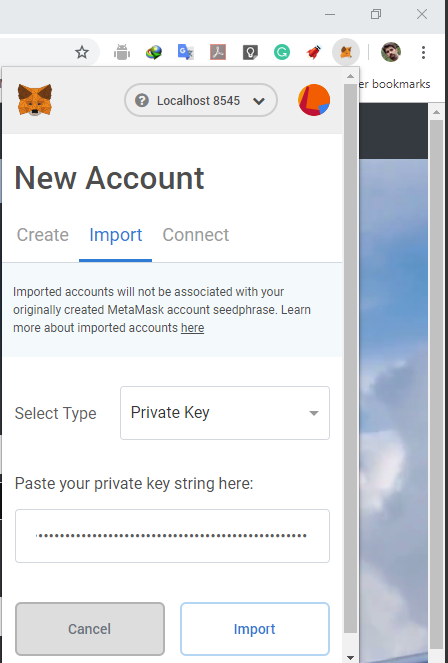 er bookmarks
? Localhost 8545
New Account
Create Import Connect
Imported accounts will not be associated with your
originally created MetaMask account seedphrase. Learn
more about imported accounts here
Select Type Private Key
Paste your private key string here:
Cancel Import